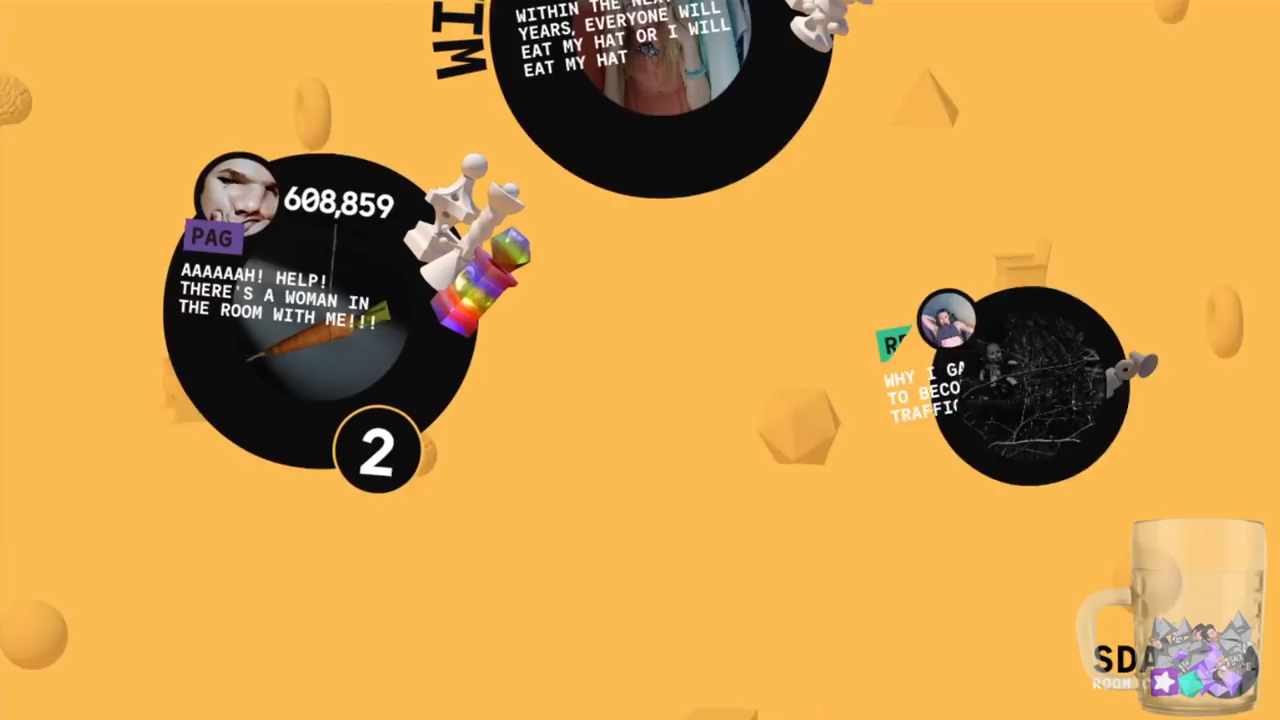 WITHIN THE NEXT
YEARS, EVERYONE WILL
EAT MY HAT OR I WILL
EAT MY HAT
608,859
PAG
AAAAAAH! HELP!
THERE'S A WOMAN IN
THE ROOM WITH ME!!!
2
WHY I GA
TO BECO
TRAFFIC
SDA
ROOM